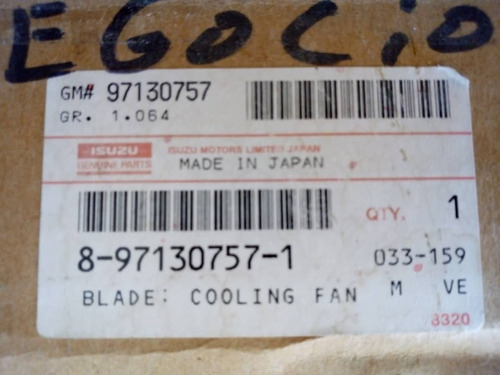 EGOCIO
GM# 97130757
GR. 1.064
ISUZU
GENUINE PARTS
ISUZU MOTORS LIMITED JAPAN
MADE IN JAPAN
QTY. 1
8-97130757-1 033-159
BLADE: COOLING FAN M VE
8320